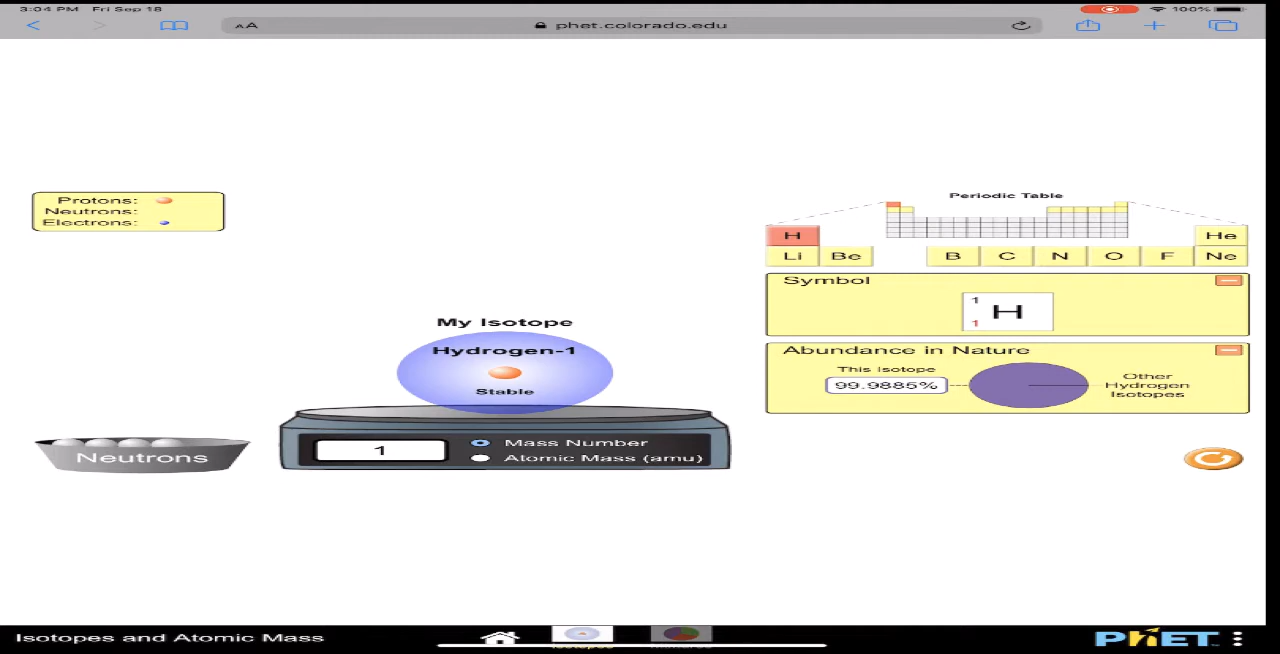 3:04 PM Fri Sep 18
100%
AA
phet.colorado.edu
Protons:
Neutrons:
Electrons:
Periodic Table
H
He
Li Be B C N O F Ne
Symbol
1
H
1
My Isotope
Hydrogen-1
Stable
Abundance in Nature
This Isotope
99.9885%
Other
Hydrogen
Isotopes
Neutrons
1
Mass Number
Atomic Mass (amu)
Isotopes and Atomic Mass
Isotopes
PhET